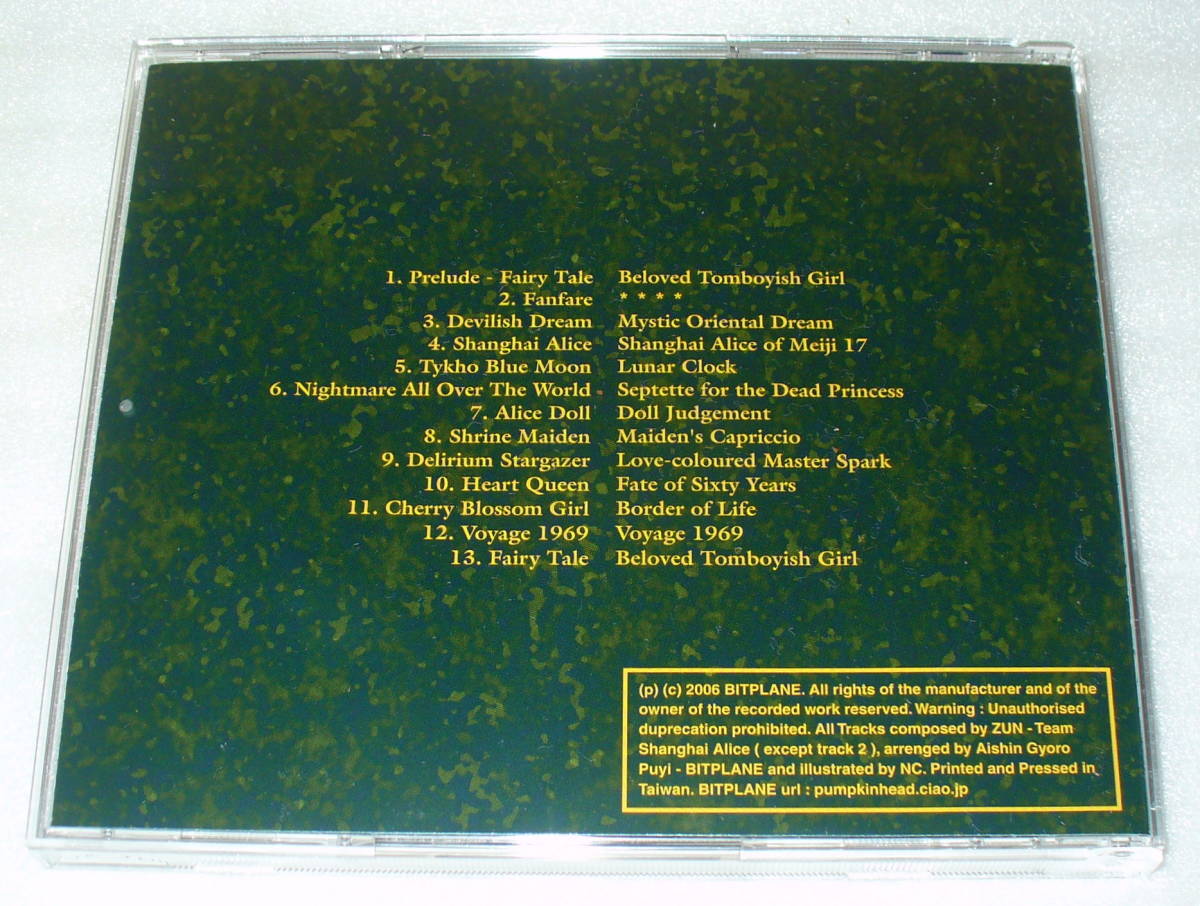 1. Prelude - Fairy Tale Beloved Tomboyish Girl
2. Fanfare * * * *
3. Devilish Dream Mystic Oriental Dream
4. Shanghai Alice Shanghai Alice of Meiji 17
5. Tykho Blue Moon Lunar Clock
6. Nightmare All Over The World Septette for the Dead Princess
7. Alice Doll Doll Judgement
8. Shrine Maiden Maiden's Capriccio
9. Delirium Stargazer Love-coloured Master Spark
10. Heart Queen Fate of Sixty Years
11. Cherry Blossom Girl Border of Life
12. Voyage 1969 Voyage 1969
13. Fairy Tale Beloved Tomboyish Girl
(p) (c) 2006 BITPLANE. All rights of the manufacturer and of the
owner of the recorded work reserved. Warning : Unauthorised
duprecation prohibited. All Tracks composed by ZUN - Team
Shanghai Alice ( except track 2 ), arranged by Aishin Gyoro
Puyi - BITPLANE and illustrated by NC. Printed and Pressed in
Taiwan. BITPLANE url : pumpkinhead.ciao.jp